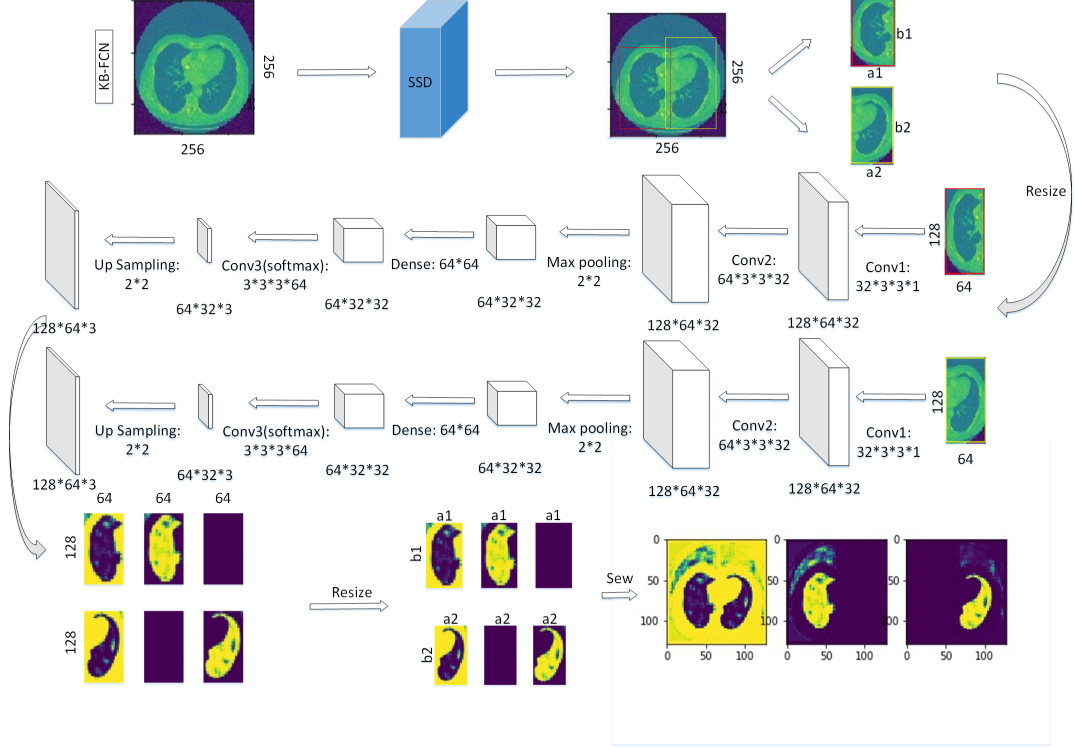 KB-FCN
256
256
SSD
256
256
b1
a1
b2
a2
Resize
128
64
Conv1:
32*3*3*1
128*64*32
Conv2:
64*3*3*32
128*64*32
Max pooling:
2*2
64*32*32
Dense: 64*64
64*32*32
Conv3(softmax):
3*3*3*64
64*32*3
Up Sampling:
2*2
128*64*3
128
64
Conv1:
32*3*3*1
128*64*32
Conv2:
64*3*3*32
128*64*32
Max pooling:
2*2
64*32*32
Dense: 64*64
64*32*32
Conv3(softmax):
3*3*3*64
64*32*3
Up Sampling:
2*2
128*64*3
64 64 64
128
128
Resize
a1 a1 a1
b1
a2 a2 a2
b2
Sew
0
50
100
0 50 100
0
50
100
0 50 100
0
50
100
0 50 100